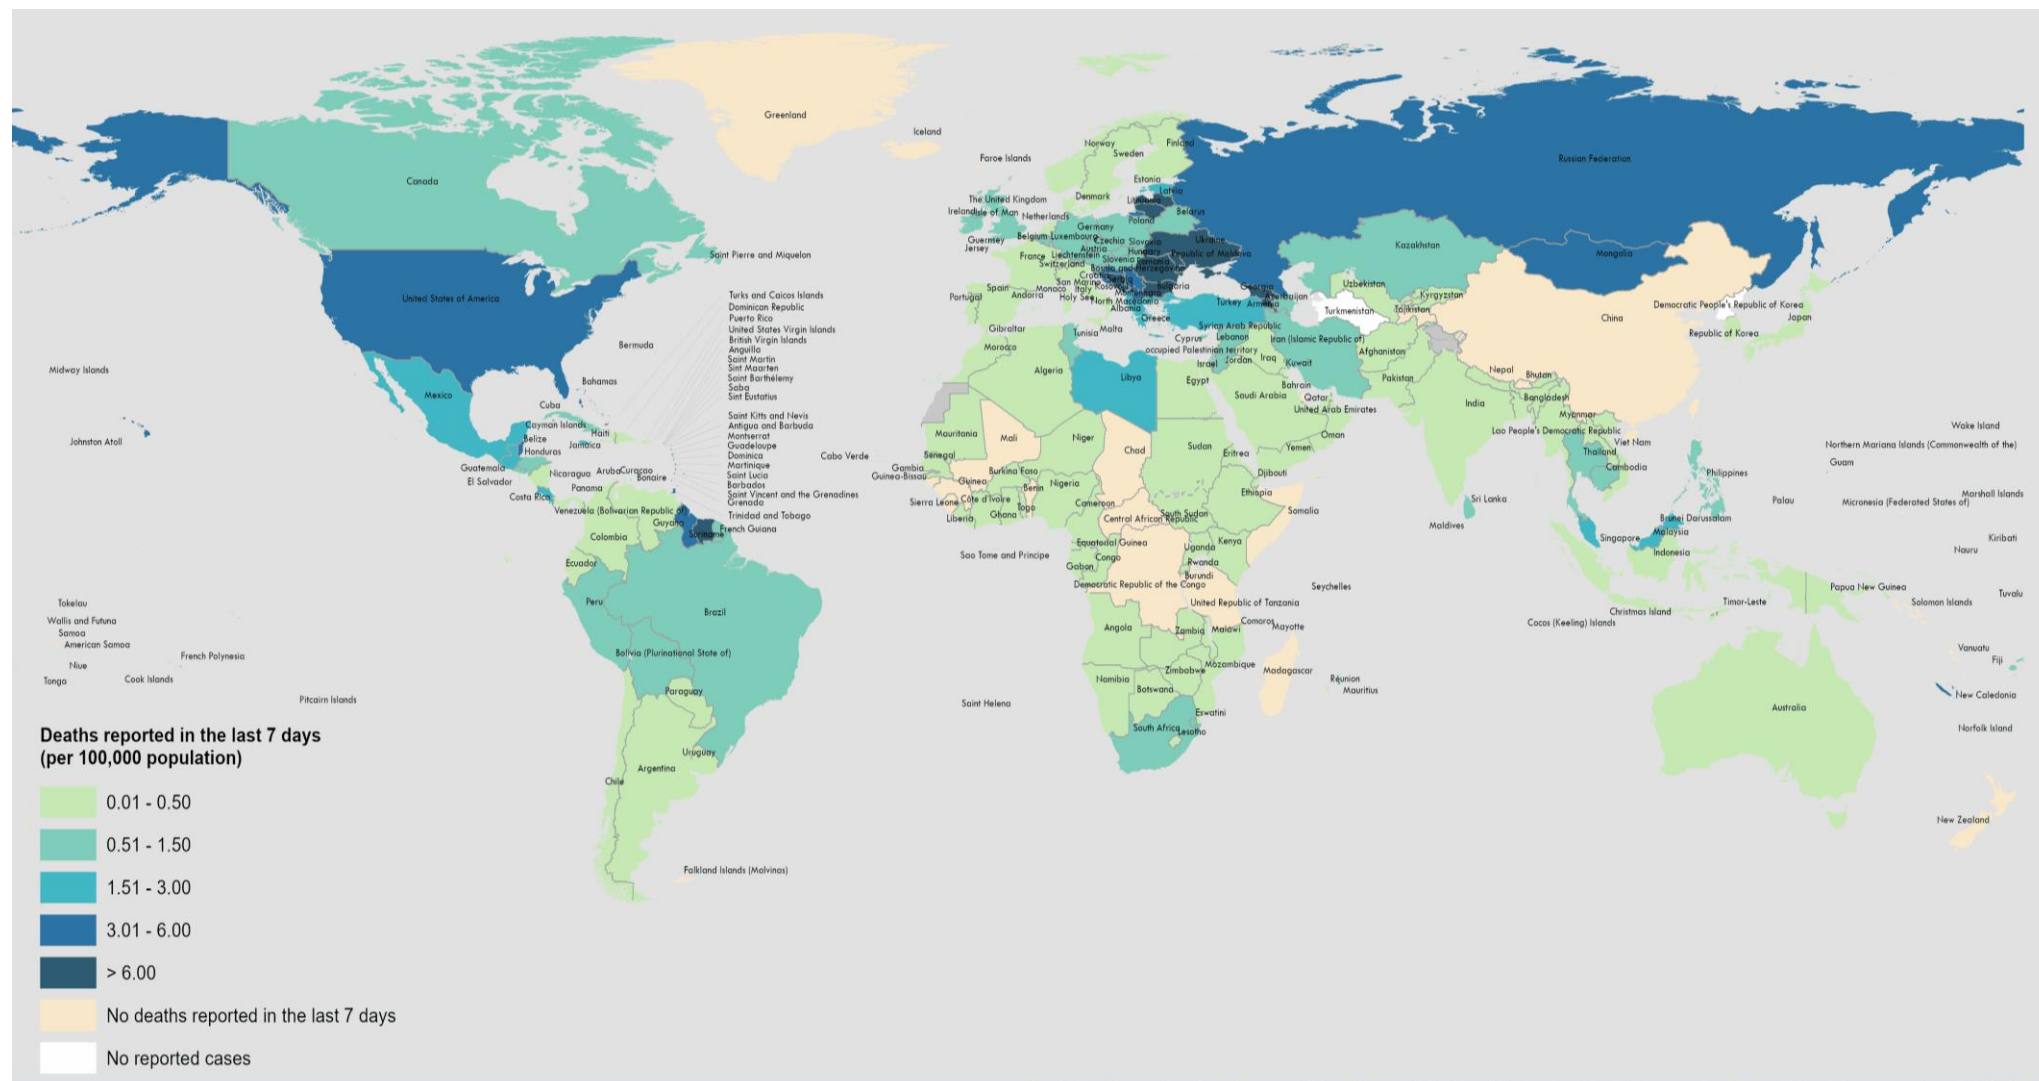 Greenland
Iceland
Faroe Islands
Norway
Sweden
Finland
Russian Federation
Canada
Estonia
Latvia
Lithuania
Denmark
The United Kingdom
Ireland
Isle of Man
Netherlands
Belarus
Poland
Germany
Guernsey
Jersey
Belgium
Luxembourg
Czechia
Slovakia
Ukraine
Austria
Hungary
Republic of Moldova
France
Liechtenstein
Switzerland
Slovenia
Romania
Bosnia and Herzegovina
Kazakhstan
Mongolia
Saint Pierre and Miquelon
Croatia
Serbia
San Marino
Monaco
Italy
Kosovo
Spain
Portugal
Andorra
Holy See
Montenegro
Bulgaria
North Macedonia
Albania
Greece
Georgia
Azerbaijan
Turkey
Armenia
Uzbekistan
Kyrgyzstan
Turkmenistan
Tajikistan
China
Democratic People's Republic of Korea
Japan
Republic of Korea
United States of America
Turks and Caicos Islands
Dominican Republic
Puerto Rico
United States Virgin Islands
British Virgin Islands
Anguilla
Saint Martin
Sint Maarten
Saint Barthélemy
Saba
Sint Eustatius
Saint Kitts and Nevis
Antigua and Barbuda
Montserrat
Guadeloupe
Dominica
Martinique
Saint Lucia
Barbados
Saint Vincent and the Grenadines
Grenada
Trinidad and Tobago
French Guiana
Bermuda
Bahamas
Midway Islands
Johnston Atoll
Mexico
Cuba
Cayman Islands
Haiti
Belize
Jamaica
Honduras
Guatemala
El Salvador
Nicaragua
Aruba
Curacao
Bonaire
Costa Rica
Panama
Venezuela (Bolivarian Republic of)
Guyana
Suriname
Colombia
Ecuador
Peru
Brazil
Bolivia (Plurinational State of)
Paraguay
Uruguay
Argentina
Chile
Falkland Islands (Malvinas)
Gibraltar
Tunisia
Malta
Cyprus
Syrian Arab Republic
Lebanon
occupied Palestinian territory
Israel
Jordan
Iraq
Iran (Islamic Republic of)
Kuwait
Afghanistan
Morocco
Algeria
Libya
Egypt
Saudi Arabia
Bahrain
Qatar
United Arab Emirates
Pakistan
Nepal
Bhutan
India
Bangladesh
Myanmar
Lao People's Democratic Republic
Viet Nam
Thailand
Cambodia
Philippines
Oman
Yemen
Cabo Verde
Mauritania
Mali
Niger
Chad
Sudan
Eritrea
Senegal
Gambia
Guinea-Bissau
Guinea
Burkina Faso
Benin
Nigeria
Djibouti
Ethiopia
Sierra Leone
Côte d'Ivoire
Liberia
Ghana
Togo
Cameroon
South Sudan
Central African Republic
Somalia
Equatorial Guinea
Sao Tome and Principe
Gabon
Congo
Uganda
Kenya
Rwanda
Burundi
Democratic Republic of the Congo
United Republic of Tanzania
Seychelles
Angola
Zambia
Malawi
Comoros
Mayotte
Zimbabwe
Mozambique
Madagascar
Namibia
Botswana
Eswatini
South Africa
Lesotho
Saint Helena
Réunion
Mauritius
Sri Lanka
Maldives
Brunei Darussalam
Malaysia
Singapore
Indonesia
Palau
Wake Island
Northern Mariana Islands (Commonwealth of the)
Guam
Marshall Islands
Micronesia (Federated States of)
Kiribati
Nauru
Papua New Guinea
Solomon Islands
Tuvalu
Timor-Leste
Christmas Island
Cocos (Keeling) Islands
Vanuatu
Fiji
New Caledonia
Norfolk Island
Australia
New Zealand
Tokelau
Wallis and Futuna
Samoa
American Samoa
Niue
Tonga
Cook Islands
French Polynesia
Pitcairn Islands
Deaths reported in the last 7 days
(per 100,000 population)
0.01 - 0.50
0.51 - 1.50
1.51 - 3.00
3.01 - 6.00
> 6.00
No deaths reported in the last 7 days
No reported cases